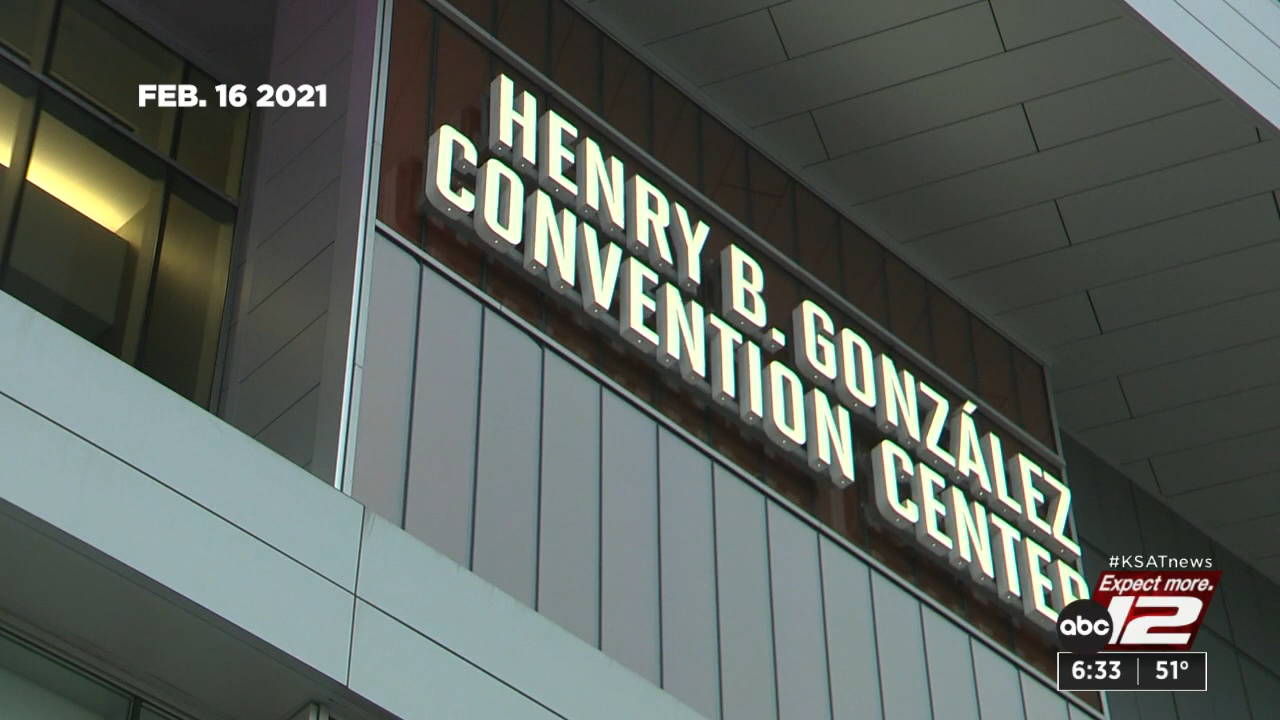 FEB. 16 2021
HENRY B. GONZÁLEZ
CONVENTION CENTER
#KSATnews
Expect more.
abc 12
6:33 51°